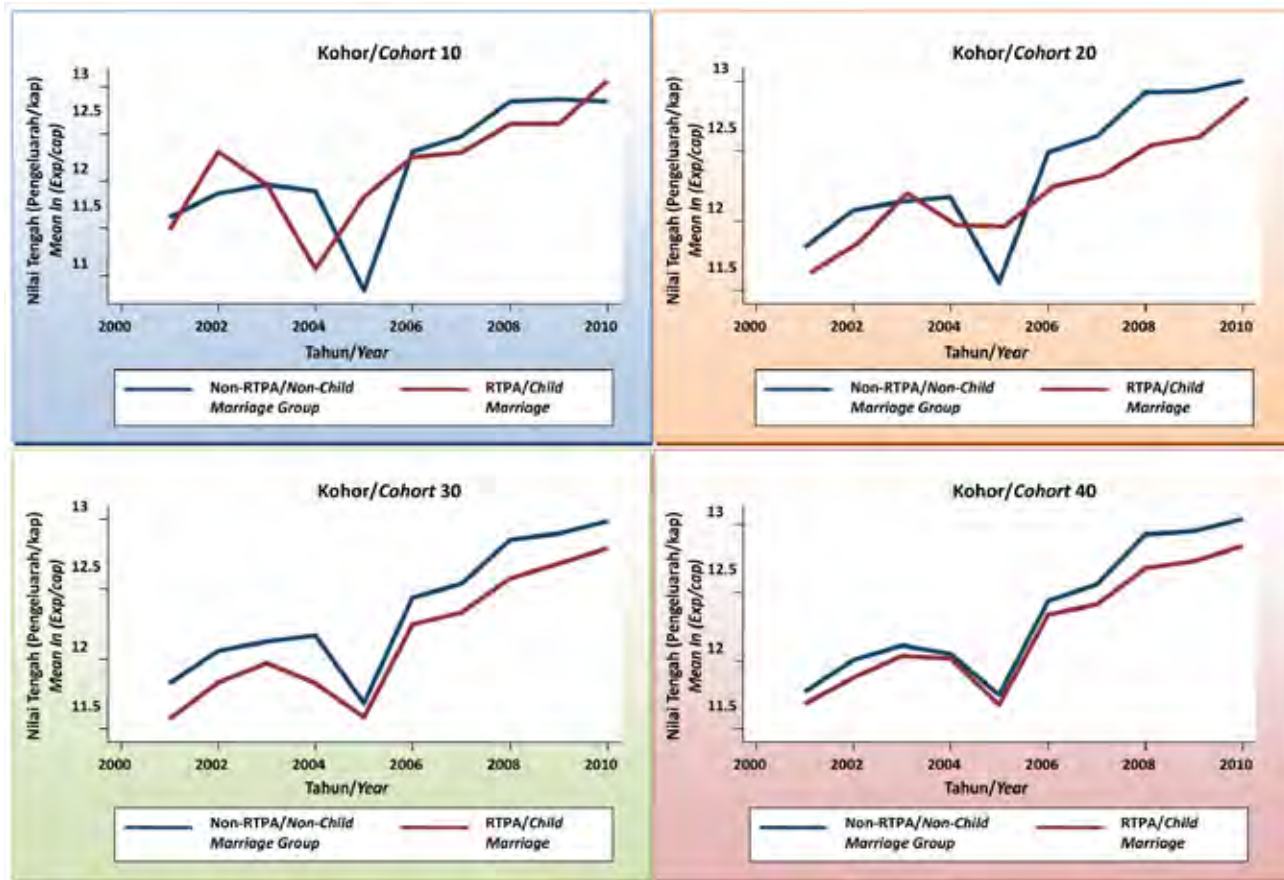 Kohor/Cohort 10
Nilai Tengah (Pengeluarah/kap)
Mean In (Exp/cap)
13
12.5
12
11.5
11
2000 2002 2004 2006 2008 2010
Tahun/Year
Non-RTPA/Non-Child
Marriage Group
RTPA/Child
Marriage
Kohor/Cohort 20
Nilai Tengah (Pengeluarah/kap)
Mean In (Exp/cap)
13
12.5
12
11.5
2000 2002 2004 2006 2008 2010
Tahun/Year
Non-RTPA/Non-Child
Marriage Group
RTPA/Child
Marriage
Kohor/Cohort 30
Nilai Tengah (Pengeluarah/kap)
Mean In (Exp/cap)
13
12.5
12
11.5
2000 2002 2004 2006 2008 2010
Tahun/Year
Non-RTPA/Non-Child
Marriage Group
RTPA/Child
Marriage
Kohor/Cohort 40
Nilai Tengah (Pengeluarah/kap)
Mean In (Exp/cap)
13
12.5
12
11.5
2000 2002 2004 2006 2008 2010
Tahun/Year
Non-RTPA/Non-Child
Marriage Group
RTPA/Child
Marriage